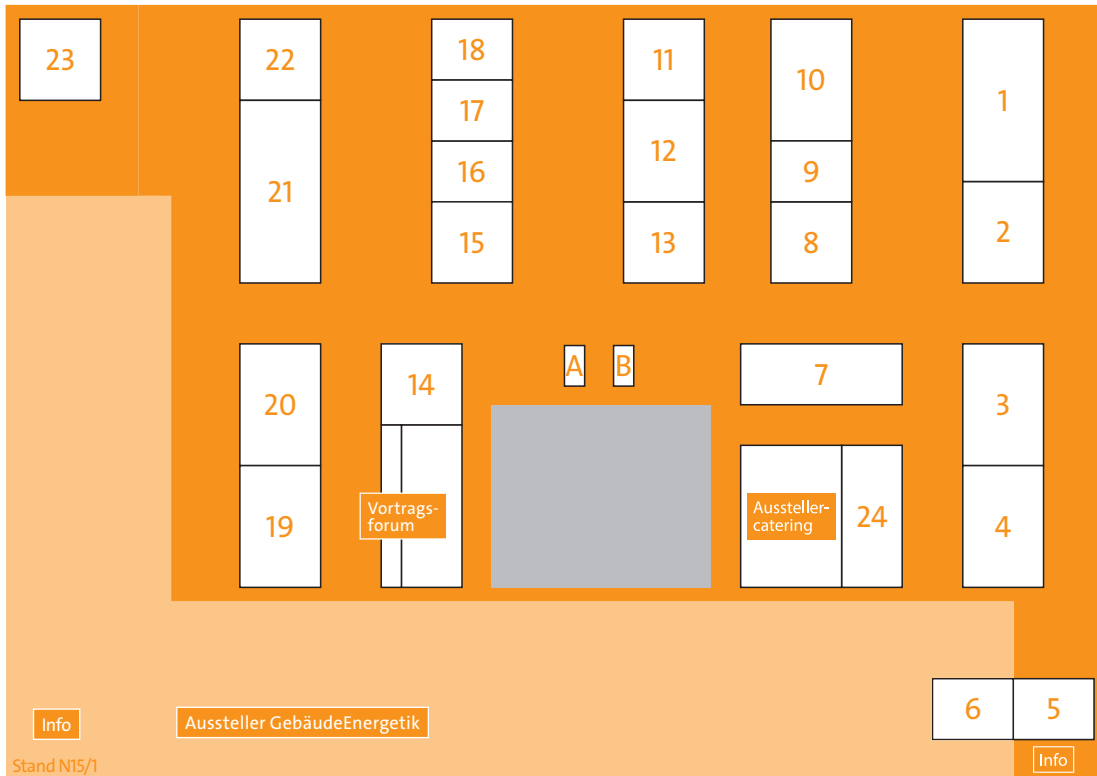 23
22
18
11
10
1
17
12
16
9
21
15
13
8
2
A
B
7
14
20
3
Vortrags-
forum
Aussteller-
catering
24
19
4
6
5
Info
Aussteller GebäudeEnergetik
Info
Stand N15/1